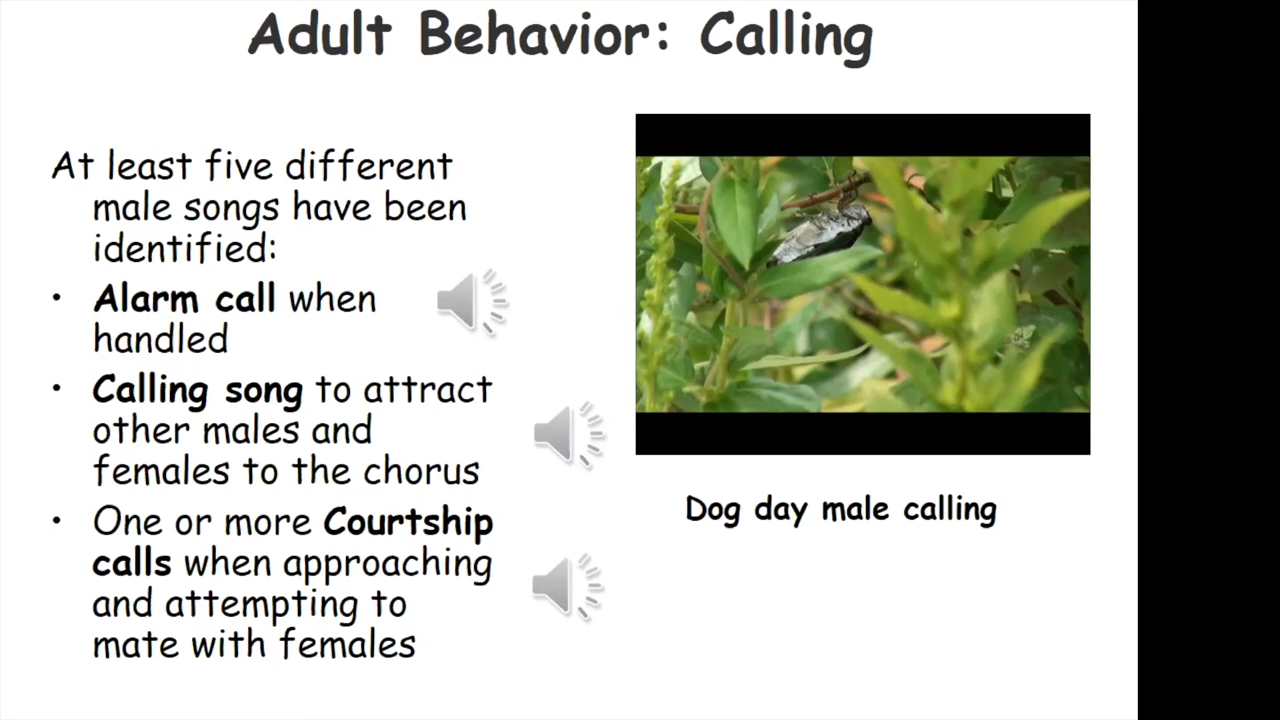 Adult Behavior: Calling
At least five different
male songs have been
identified:
• Alarm call when
handled
• Calling song to attract
other males and
females to the chorus
• One or more Courtship
calls when approaching
and attempting to
mate with females
Dog day male calling